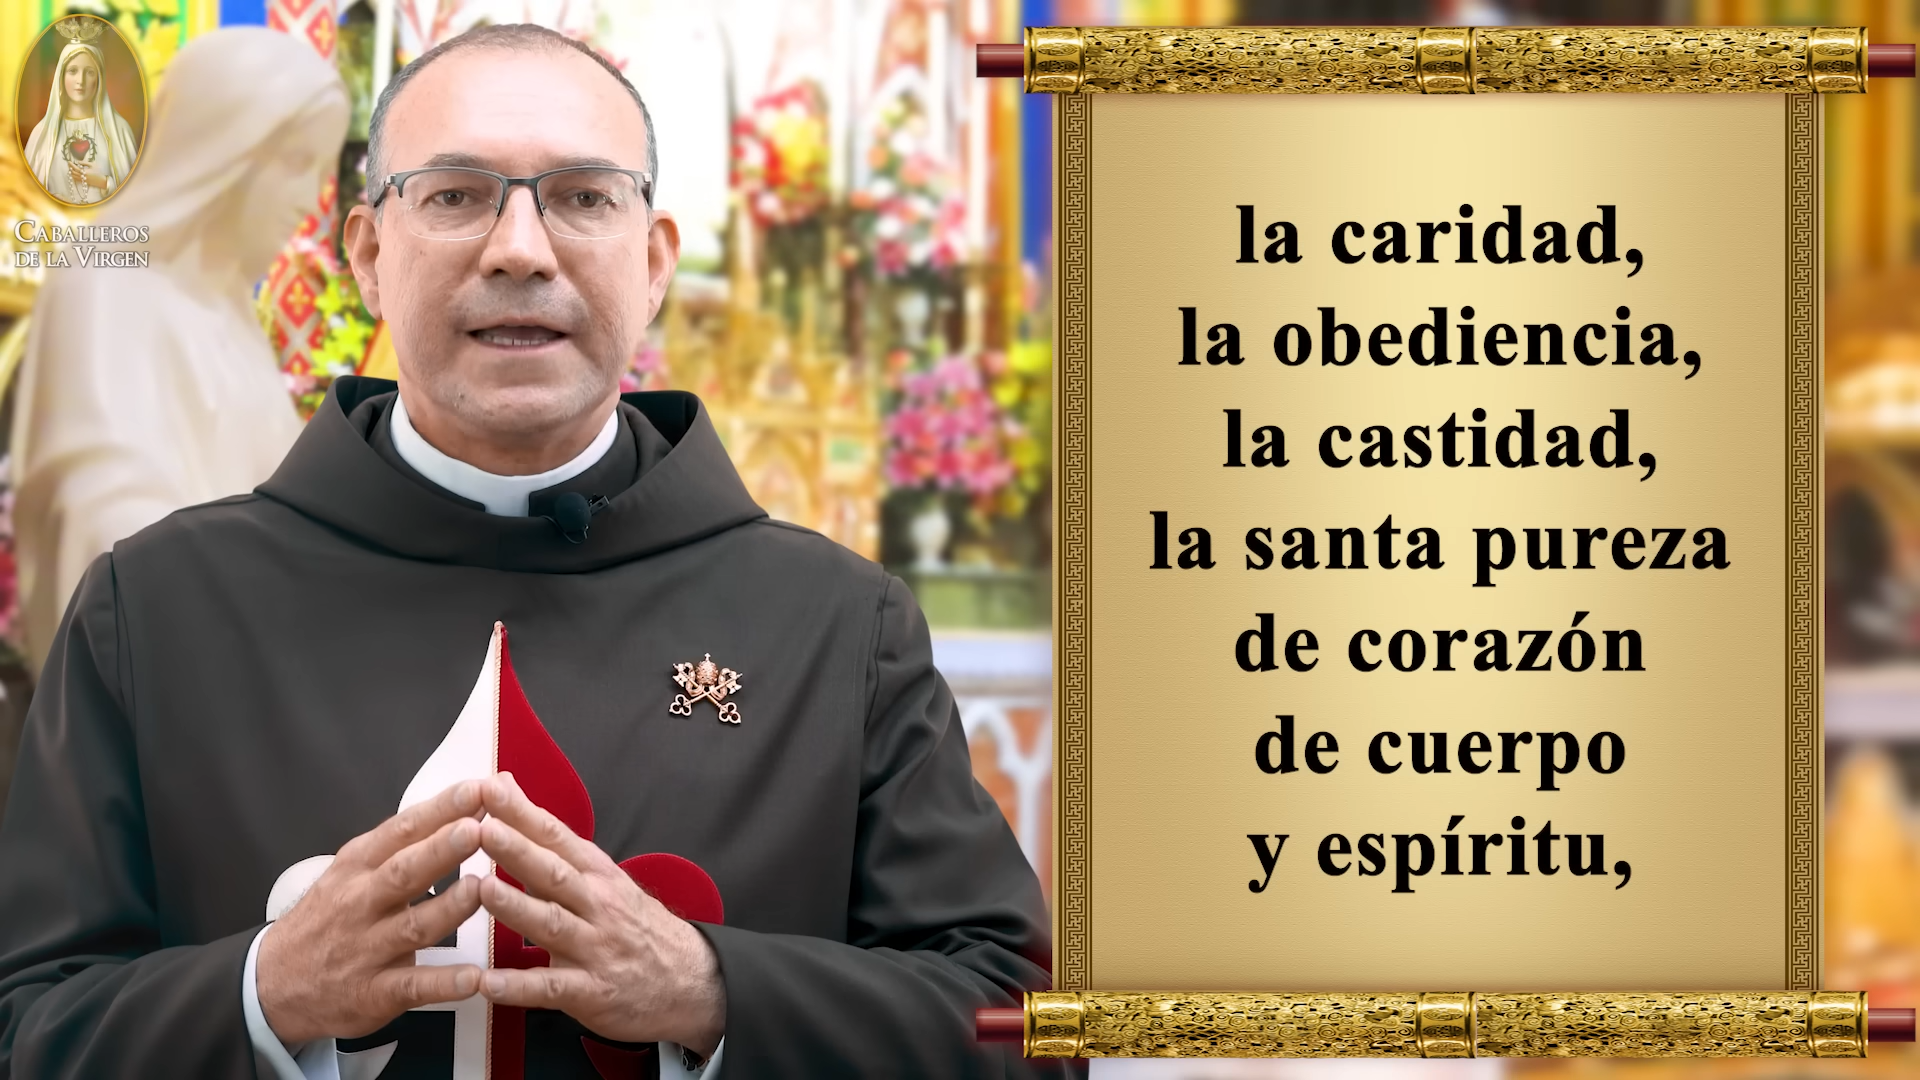 CABALLEROS
DE LA VIRGEN
la caridad,
la obediencia,
la castidad,
la santa pureza
de corazón
de cuerpo
y espíritu,